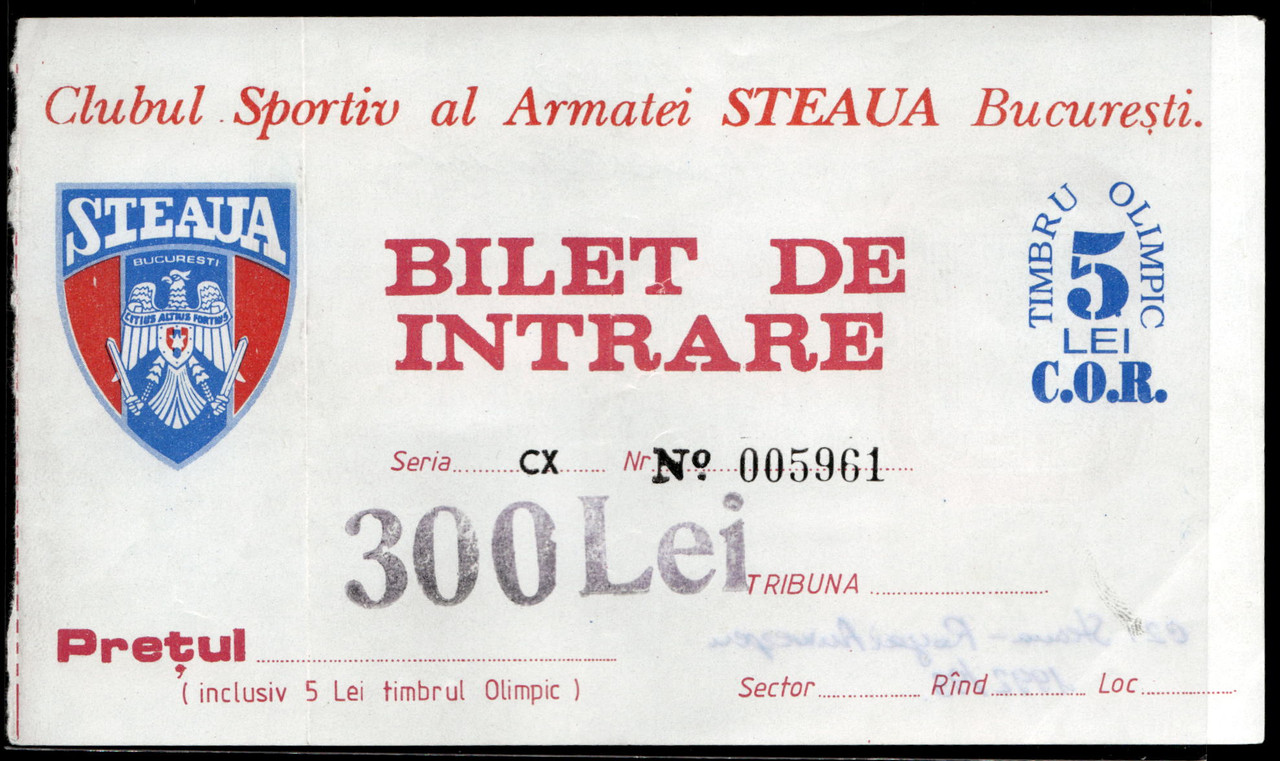 Clubul Sportiv al Armatei STEAUA București.
STEAUA
BUCURESTI
CITIUS ALTIUS FORTIUS
BILET DE
INTRARE
TIMBRU OLIMPIC
5
LEI
C.O.R.
Seria........CX...... Nr Nº 005961
300 Lei
TRIBUNA ........................
Prețul ........................
( inclusiv 5 Lei timbrul Olimpic )
Sector............ Rînd............ Loc............